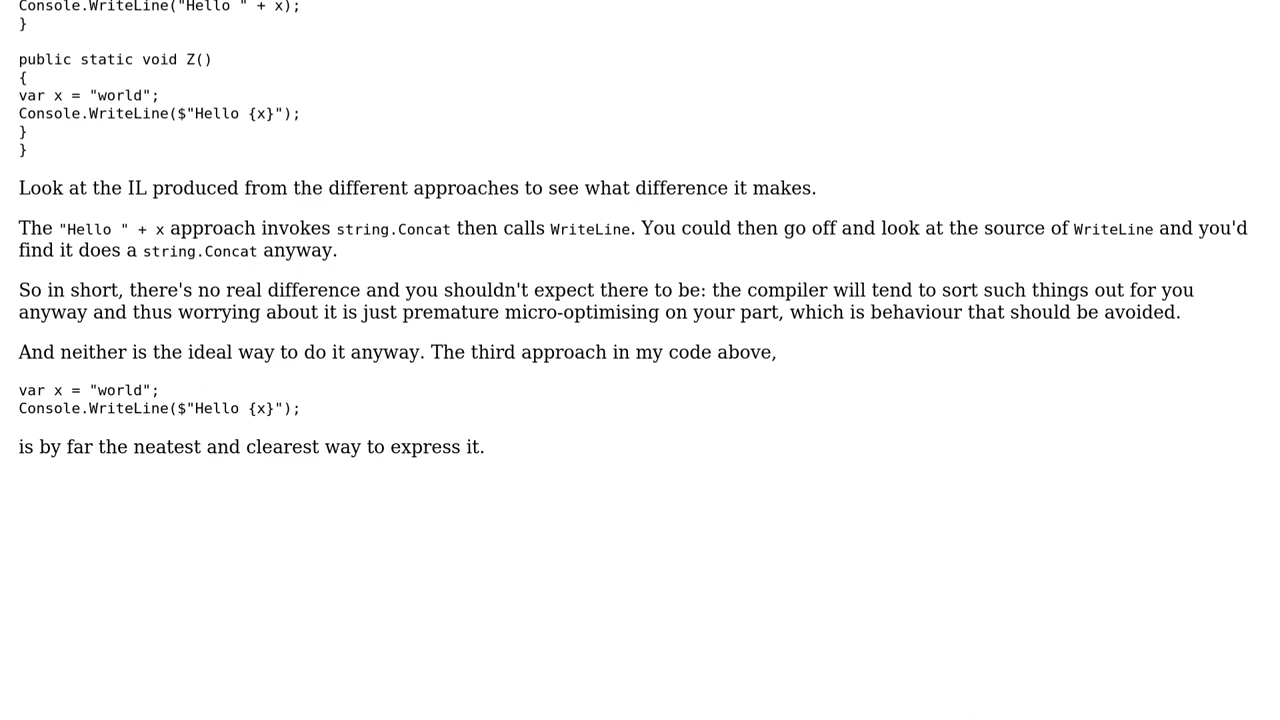 Console.WriteLine("Hello " + x);
}
public static void Z()
{
var x = "world";
Console.WriteLine($"Hello {x}");
}
}
Look at the IL produced from the different approaches to see what difference it makes.
The "Hello " + x approach invokes string.Concat then calls WriteLine. You could then go off and look at the source of WriteLine and you'd
find it does a string.Concat anyway.
So in short, there's no real difference and you shouldn't expect there to be: the compiler will tend to sort such things out for you
anyway and thus worrying about it is just premature micro-optimising on your part, which is behaviour that should be avoided.
And neither is the ideal way to do it anyway. The third approach in my code above,
var x = "world";
Console.WriteLine($"Hello {x}");
is by far the neatest and clearest way to express it.